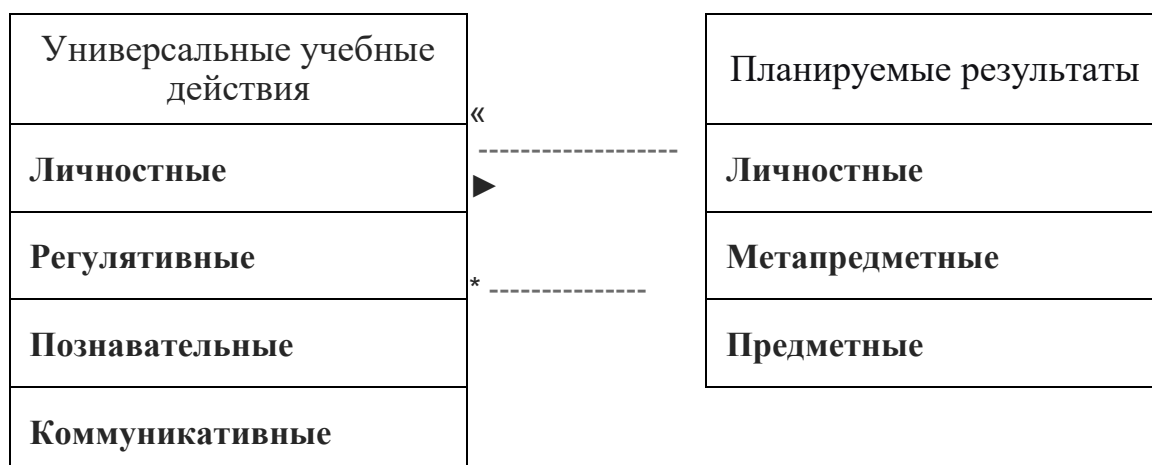 Универсальные учебные
действия
Планируемые результаты
«
-------------------
Личностные
►
Личностные
Регулятивные
Метапредметные
* ---------------
Познавательные
Предметные
Коммуникативные